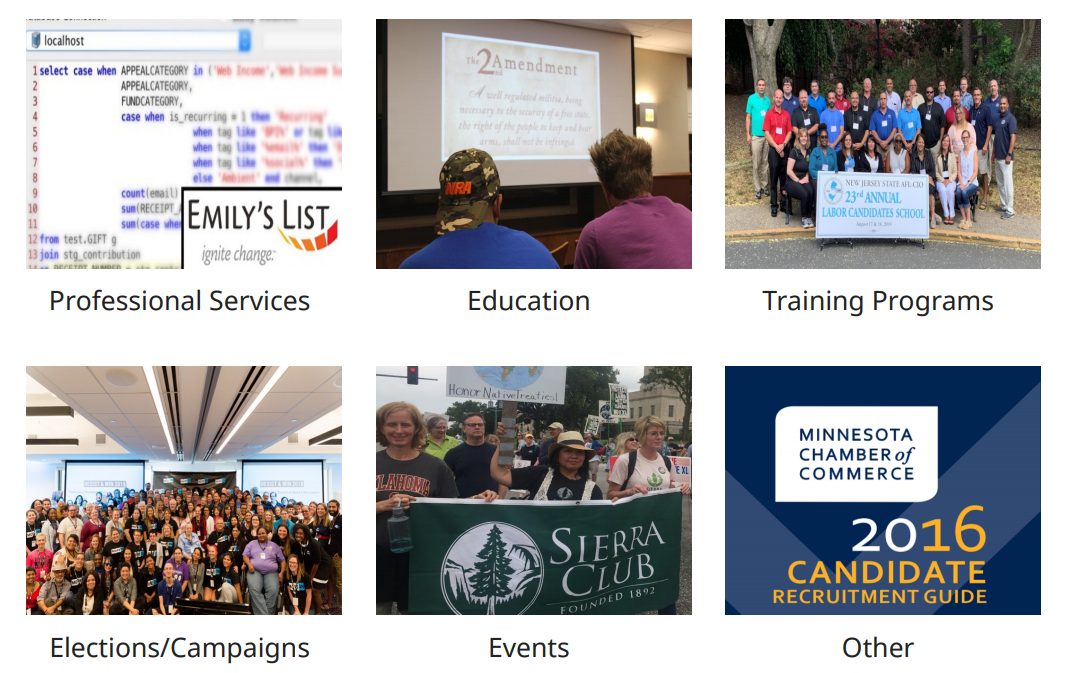 localhost
1 select case when APPEALCATEGORY in ('Web Income','Web Income Su
2 APPEALCATEGORY,
3 FUNDCATEGORY,
4 case when is_recurring = 1 then 'Recurring'
5 when tag like or tag lik
6 when tag like then
7 when tag like then
8 else 'Ambient' end channel,
9 count(email)
10 sum(RECEIPT_
11 sum(case when
12 from test.GIFT g
13 join stg_contribution
EMILY'S LIST
ignite change.
The 2nd Amendment
A well regulated militia, being
necessary to the security of a free state,
the right of the people to keep and bear
arms, shall not be infringed.
NRA
NEW JERSEY STATE AFL-CIO
23rd ANNUAL
LABOR CANDIDATES SCHOOL
Professional Services
Education
Training Programs
Honor Native Treaties!
OKLAHOMA
SIERRA
CLUB
FOUNDED 1892
MINNESOTA
CHAMBER of
COMMERCE
2016
CANDIDATE
RECRUITMENT GUIDE
Elections/Campaigns
Events
Other